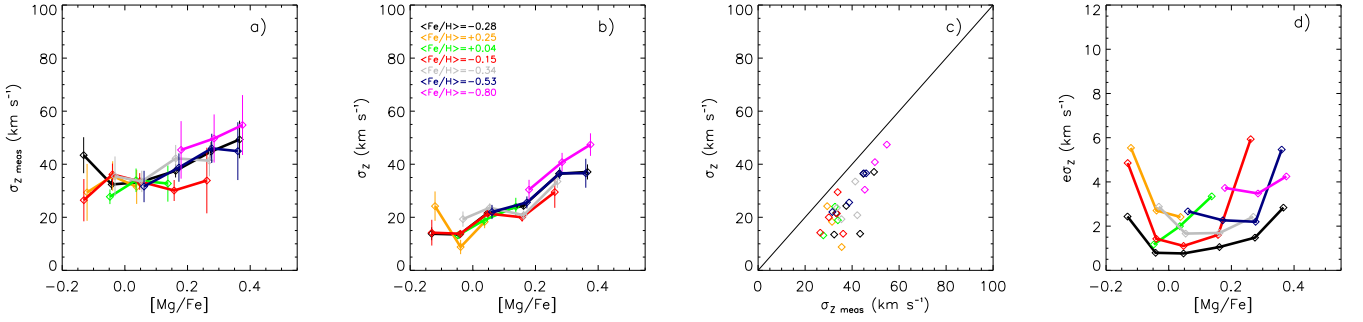 a)
100
80
60
40
20
0
σZ meas (km s⁻¹)
-0.2 0.0 0.2 0.4
[Mg/Fe]
b)
<Fe/H>=-0.28
<Fe/H>=+0.25
<Fe/H>=+0.04
<Fe/H>=-0.15
<Fe/H>=-0.34
<Fe/H>=-0.53
<Fe/H>=-0.80
100
80
60
40
20
0
σZ (km s⁻¹)
-0.2 0.0 0.2 0.4
[Mg/Fe]
c)
100
80
60
40
20
0
σZ (km s⁻¹)
0 20 40 60 80 100
σZ meas (km s⁻¹)
d)
12
10
8
6
4
2
0
eσZ (km s⁻¹)
-0.2 0.0 0.2 0.4
[Mg/Fe]